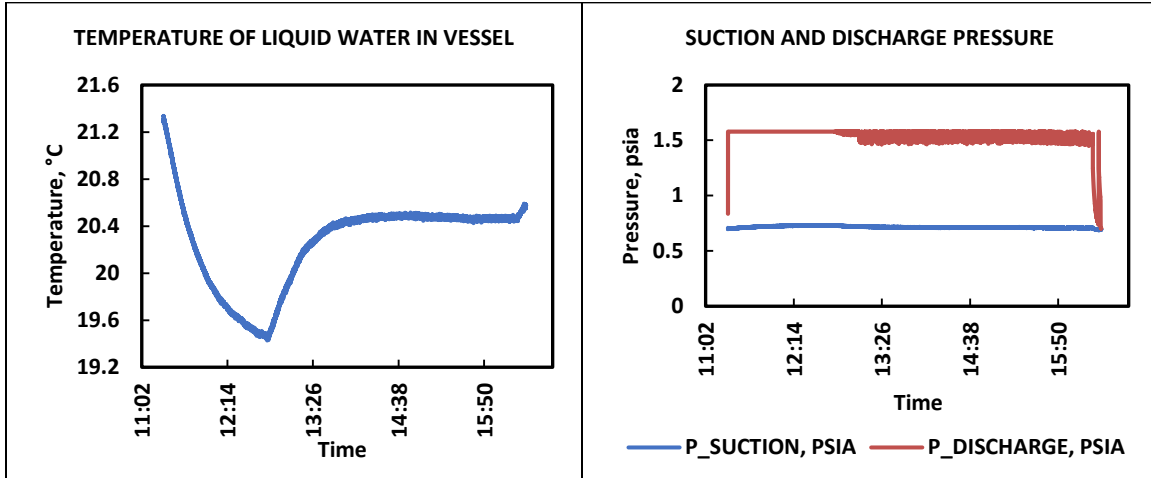 TEMPERATURE OF LIQUID WATER IN VESSEL
Temperature, °C
21.6
21.2
20.8
20.4
20
19.6
19.2
11:02
12:14
13:26
14:38
15:50
Time
SUCTION AND DISCHARGE PRESSURE
Pressure, psia
2
1.5
1
0.5
0
11:02
12:14
13:26
14:38
15:50
Time
P_SUCTION, PSIA
P_DISCHARGE, PSIA